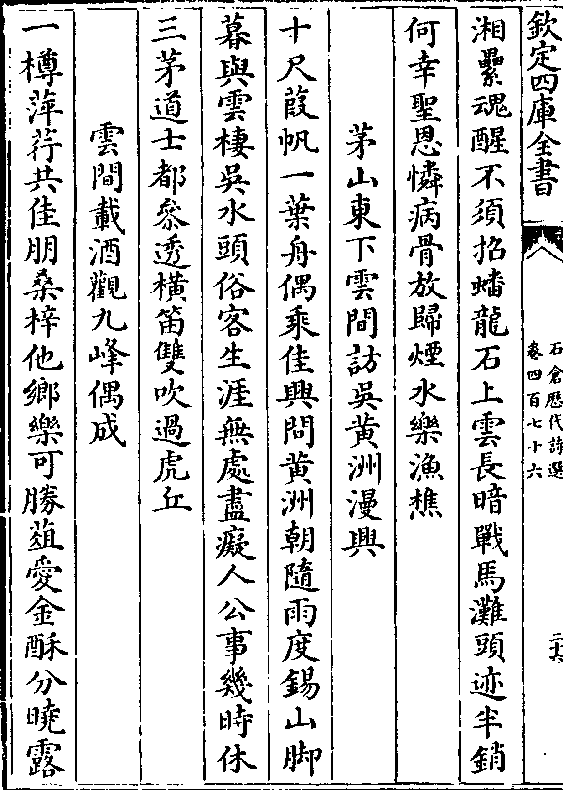 欽定四庫全書
石倉歷代詩選
卷四百七十六
湘纍魂醒不須招蟠龍石上雲長暗戰馬灘頭迹半銷
何幸聖恩憐病骨放歸煙水樂漁樵
茅山東下雲間訪吳黄洲漫興
十尺葭帆一葉舟偶乘佳興問黄洲朝隨雨度錫山脚
暮與雲棲吳水頭俗客生涯無處盡癡人公事幾時休
三茅道士都叅透橫笛雙吹過虎丘
雲間載酒觀九峰偶成
一樽萍荇共佳朋桑梓他鄉樂可勝葅愛金酥分曉露